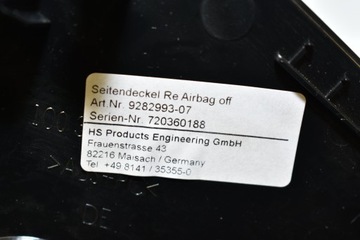 Seitendeckel Re Airbag off
Art.Nr. 9282993-07
Serien-Nr. 720360188
HS Products Engineering GmbH
Frauenstrasse 43
82216 Maisach / Germany
Tel. +49 8141 / 35355-0